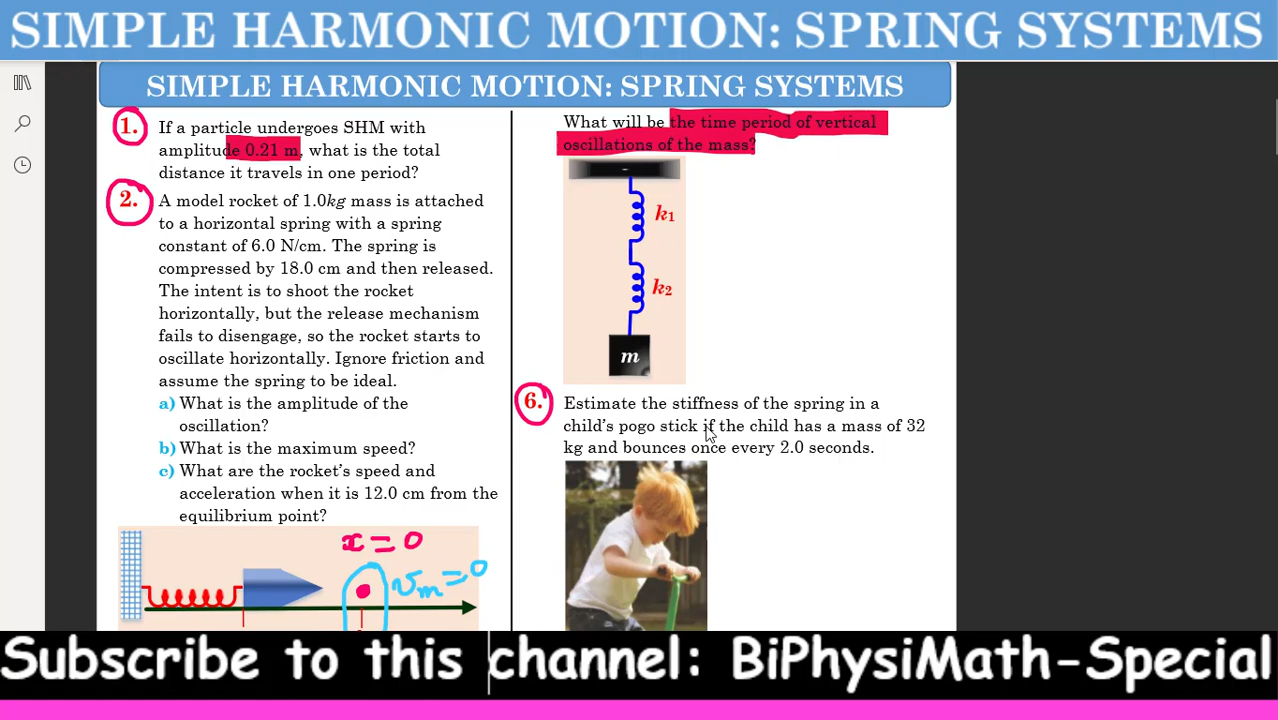 SIMPLE HARMONIC MOTION: SPRING SYSTEMS
SIMPLE HARMONIC MOTION: SPRING SYSTEMS
1. If a particle undergoes SHM with
amplitude 0.21 m, what is the total
distance it travels in one period?
2. A model rocket of 1.0kg mass is attached
to a horizontal spring with a spring
constant of 6.0 N/cm. The spring is
compressed by 18.0 cm and then released.
The intent is to shoot the rocket
horizontally, but the release mechanism
fails to disengage, so the rocket starts to
oscillate horizontally. Ignore friction and
assume the spring to be ideal.
a) What is the amplitude of the
oscillation?
b) What is the maximum speed?
c) What are the rocket's speed and
acceleration when it is 12.0 cm from the
equilibrium point?
x = 0
vm = 0
What will be the time period of vertical
oscillations of the mass?
k1
k2
m
6. Estimate the stiffness of the spring in a
child's pogo stick if the child has a mass of 32
kg and bounces once every 2.0 seconds.
Subscribe to this channel: BiPhysiMath-Special